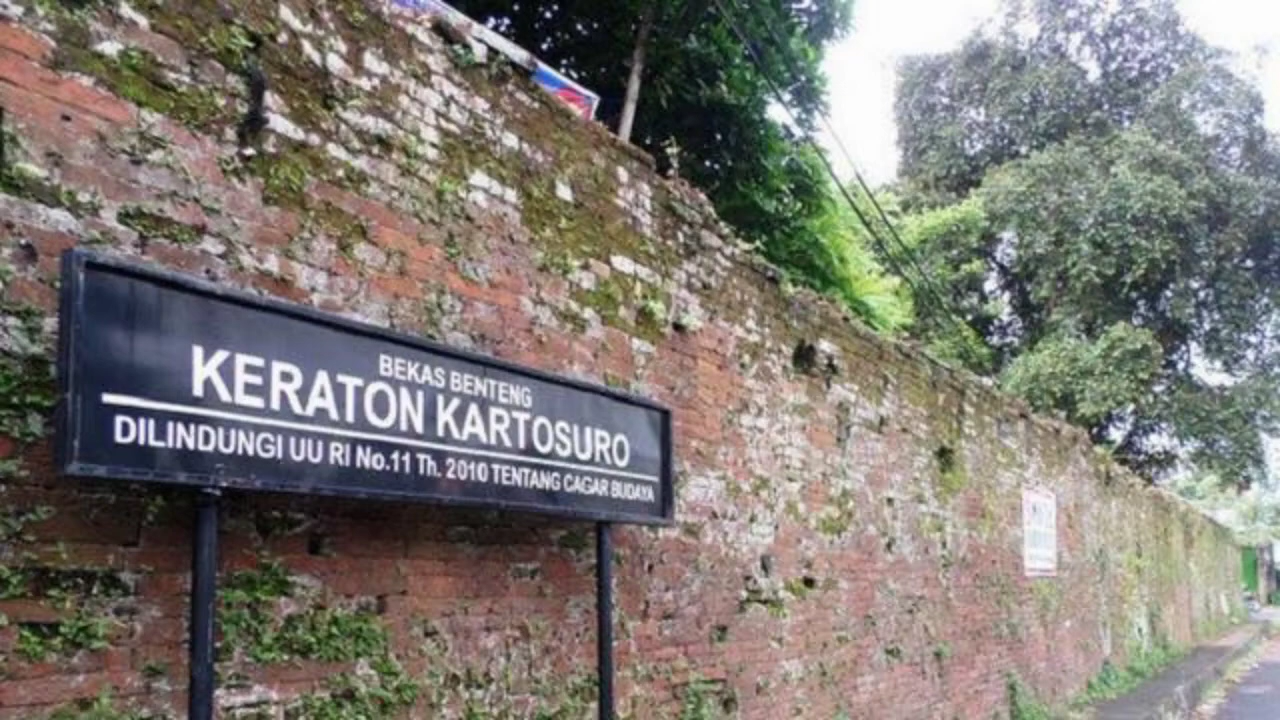 BEKAS BENTENG
KERATON KARTOSURO
DILINDUNGI UU RI No.11 Th. 2010 TENTANG CAGAR BUDAYA